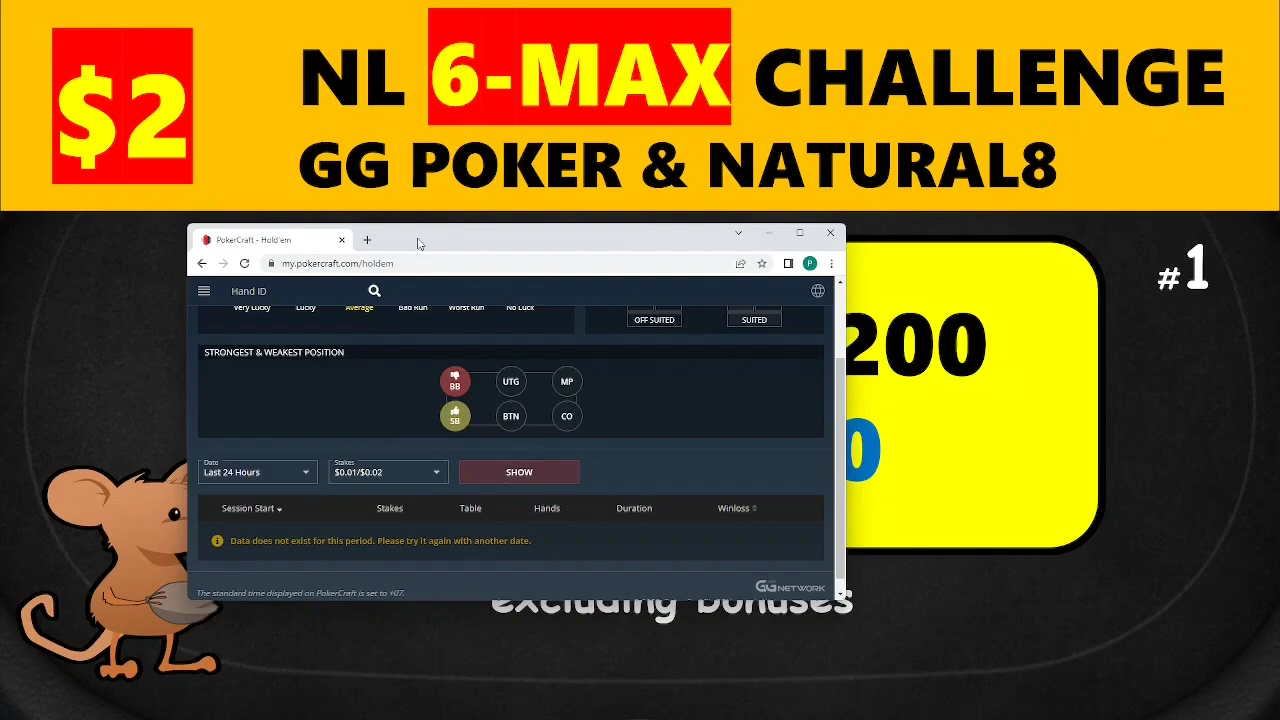 $2
NL 6-MAX CHALLENGE
GG POKER & NATURAL8
#1
PokerCraft - Hold'em
my.pokercraft.com/holdem
P
Hand ID
Very Lucky Lucky Average Bad Run Worst Run No Luck
OFF SUITED SUITED
STRONGEST & WEAKEST POSITION
BB UTG MP
SB BTN CO
200
0
Date
Last 24 Hours
Stakes
$0.01/$0.02
SHOW
Session Start Stakes Table Hands Duration Winloss
Data does not exist for this period. Please try it again with another date.
The standard time displayed on PokerCraft is set to +07.
GG NETWORK
excluding bonuses